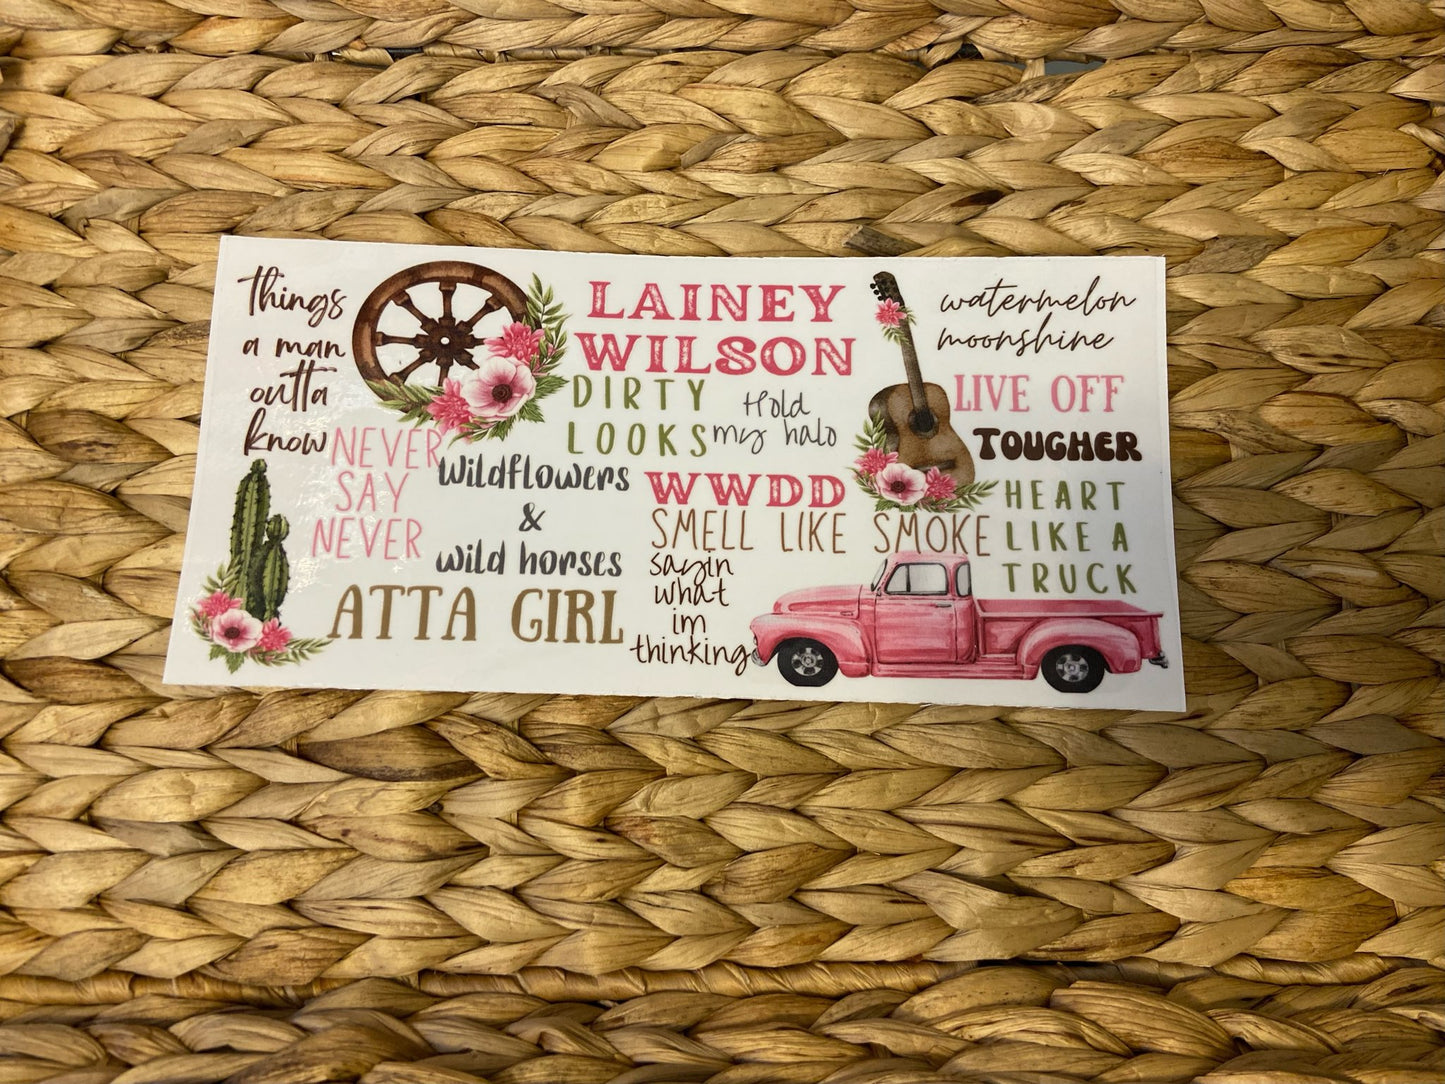 things
a man
outta
know
NEVER
SAY
NEVER
wildflowers
&
wild horses
ATTA GIRL
LAINEY
WILSON
DIRTY
LOOKS
Hold
my halo
WWDD
SMELL LIKE SMOKE
sayin
what
im
thinking
watermelon
moonshine
LIVE OFF
TOUGHER
HEART
LIKE A
TRUCK